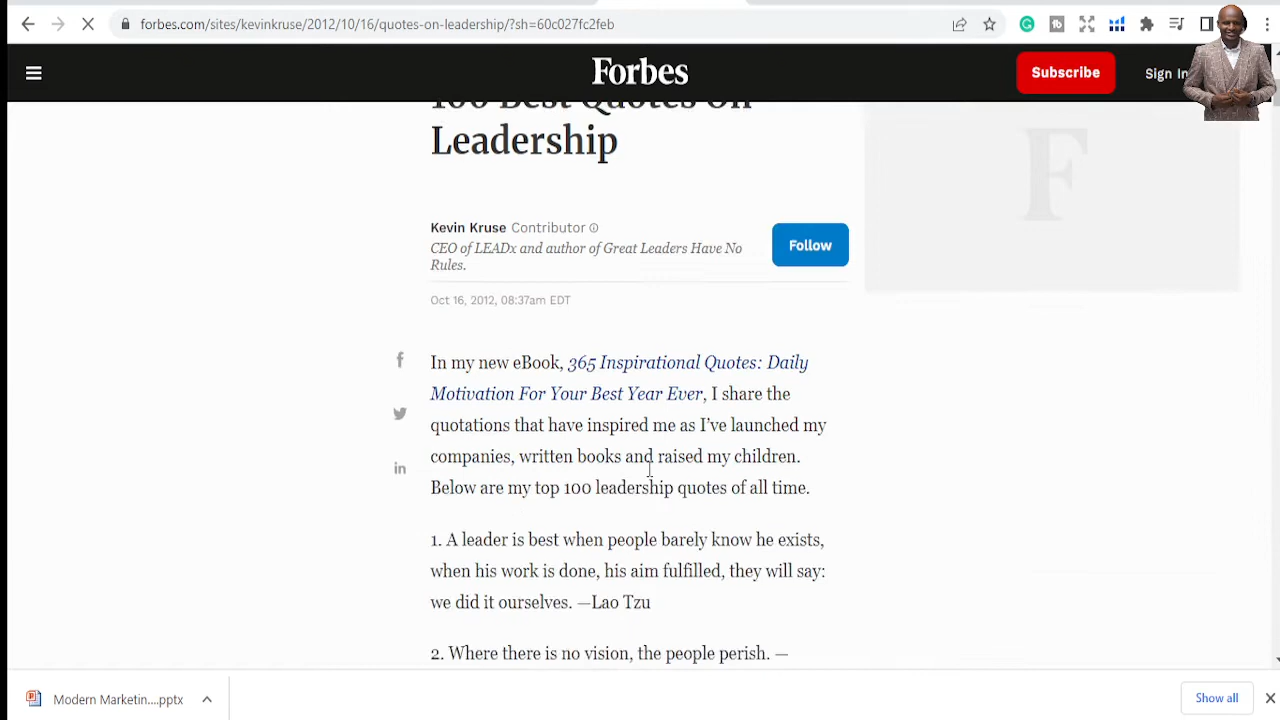 forbes.com/sites/kevinkruse/2012/10/16/quotes-on-leadership/?sh=60c027fc2feb
Forbes
Subscribe
Sign In
100 Best Quotes On
Leadership
F
Kevin Kruse Contributor
CEO of LEADx and author of Great Leaders Have No
Rules.
Follow
Oct 16, 2012, 08:37am EDT
In my new eBook, 365 Inspirational Quotes: Daily
Motivation For Your Best Year Ever, I share the
quotations that have inspired me as I've launched my
companies, written books and raised my children.
Below are my top 100 leadership quotes of all time.
1. A leader is best when people barely know he exists,
when his work is done, his aim fulfilled, they will say:
we did it ourselves. —Lao Tzu
2. Where there is no vision, the people perish. —
Modern Marketin....pptx
Show all